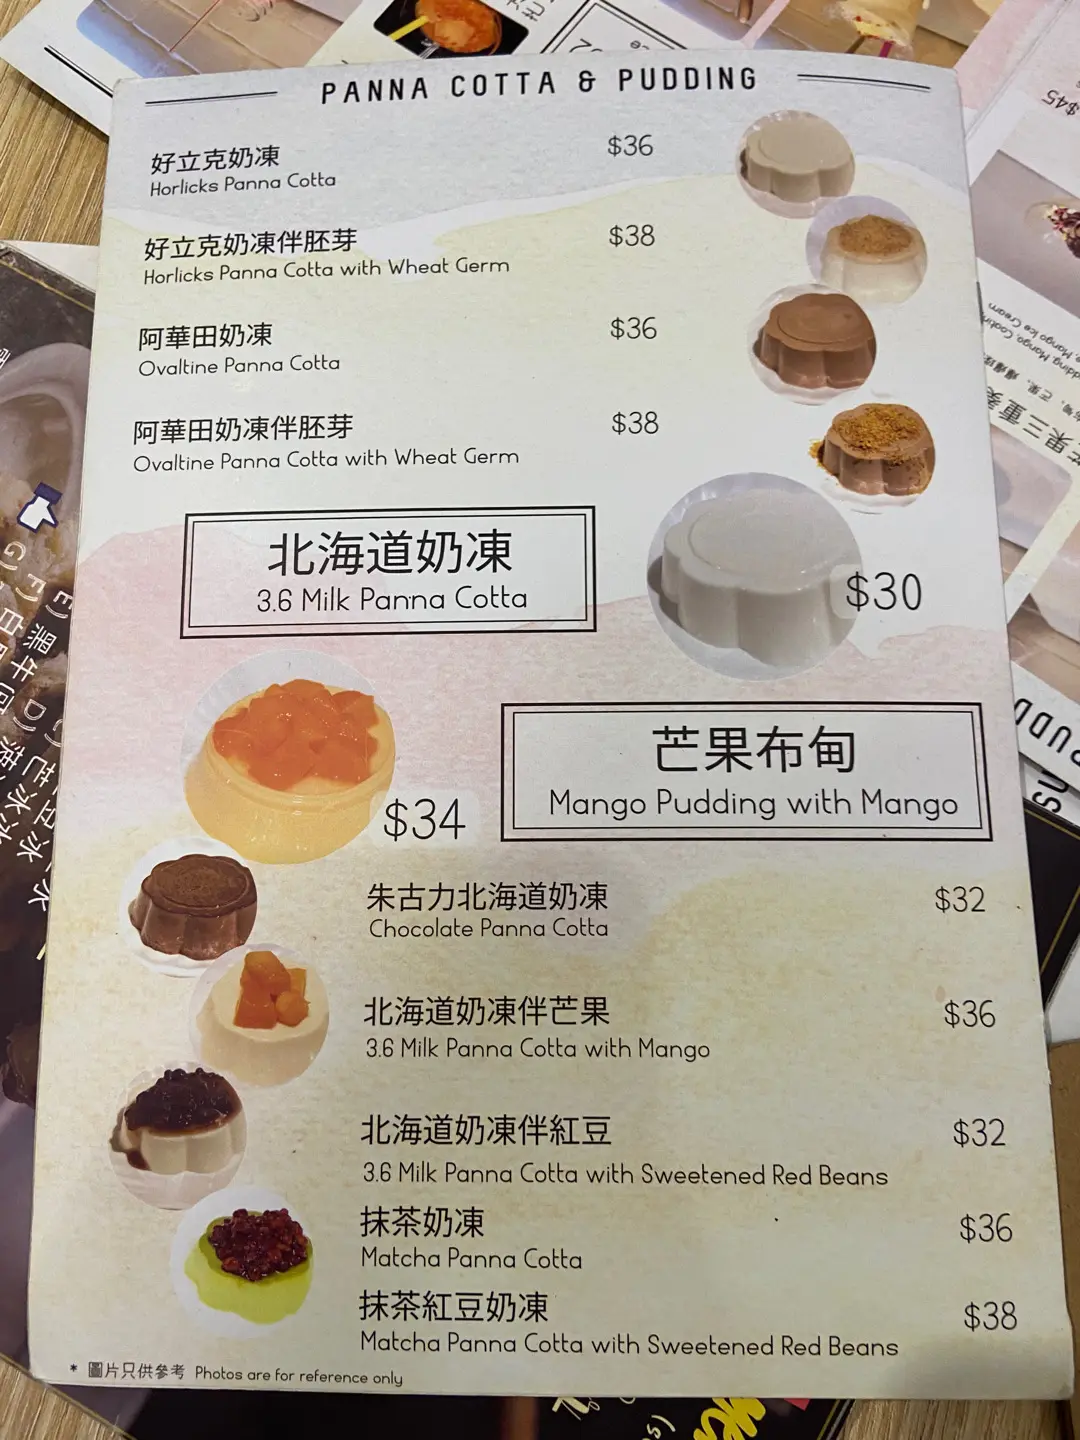 PANNA COTTA & PUDDING
好立克奶凍 $36
Horlicks Panna Cotta
好立克奶凍伴胚芽 $38
Horlicks Panna Cotta with Wheat Germ
阿華田奶凍 $36
Ovaltine Panna Cotta
阿華田奶凍伴胚芽 $38
Ovaltine Panna Cotta with Wheat Germ
北海道奶凍
3.6 Milk Panna Cotta
$30
芒果布甸
Mango Pudding with Mango
$34
朱古力北海道奶凍 $32
Chocolate Panna Cotta
北海道奶凍伴芒果 $36
3.6 Milk Panna Cotta with Mango
北海道奶凍伴紅豆 $32
3.6 Milk Panna Cotta with Sweetened Red Beans
抹茶奶凍 $36
Matcha Panna Cotta
抹茶紅豆奶凍 $38
Matcha Panna Cotta with Sweetened Red Beans
* 圖片只供參考 Photos are for reference only
$45